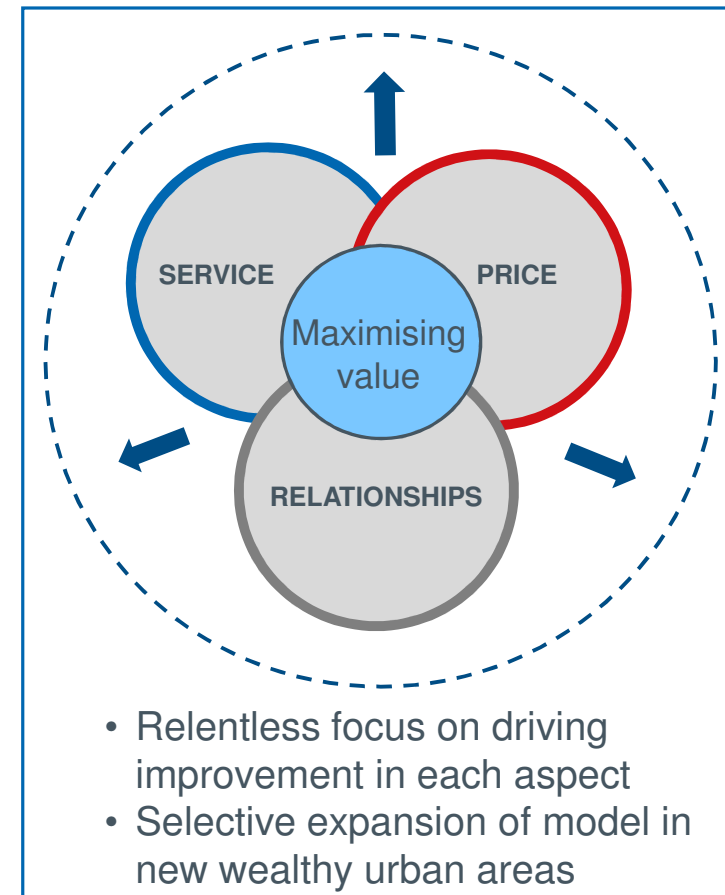 SERVICE
PRICE
Maximising
value
RELATIONSHIPS
• Relentless focus on driving
improvement in each aspect
• Selective expansion of model in
new wealthy urban areas